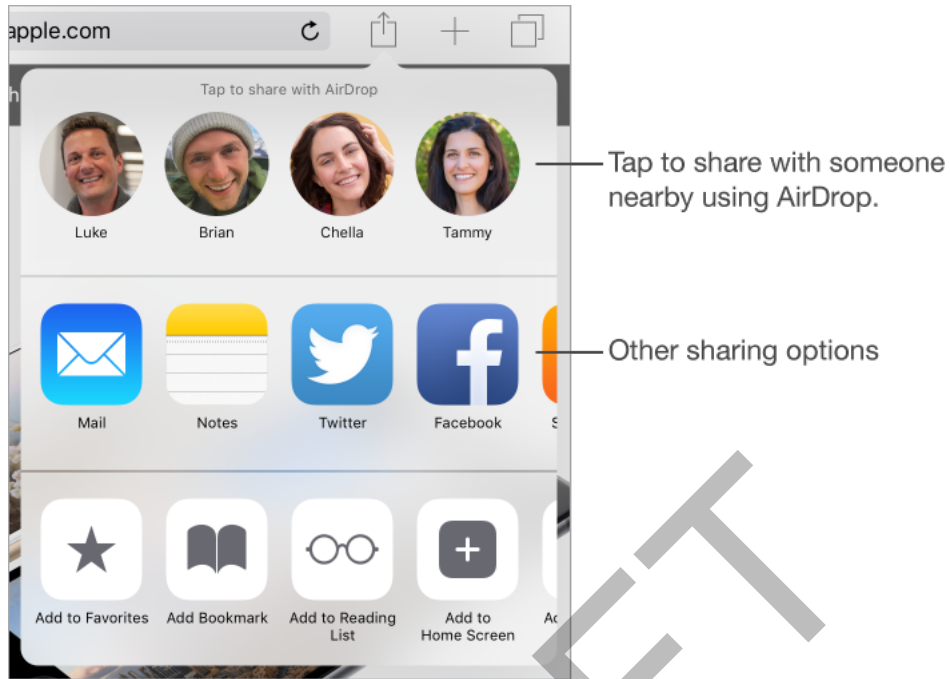 apple.com
h
Tap to share with AirDrop
Luke Brian Chella Tammy
Tap to share with someone
nearby using AirDrop.
Mail Notes Twitter Facebook S
Other sharing options
Add to Favorites Add Bookmark Add to Reading List Add to Home Screen Ad
ET